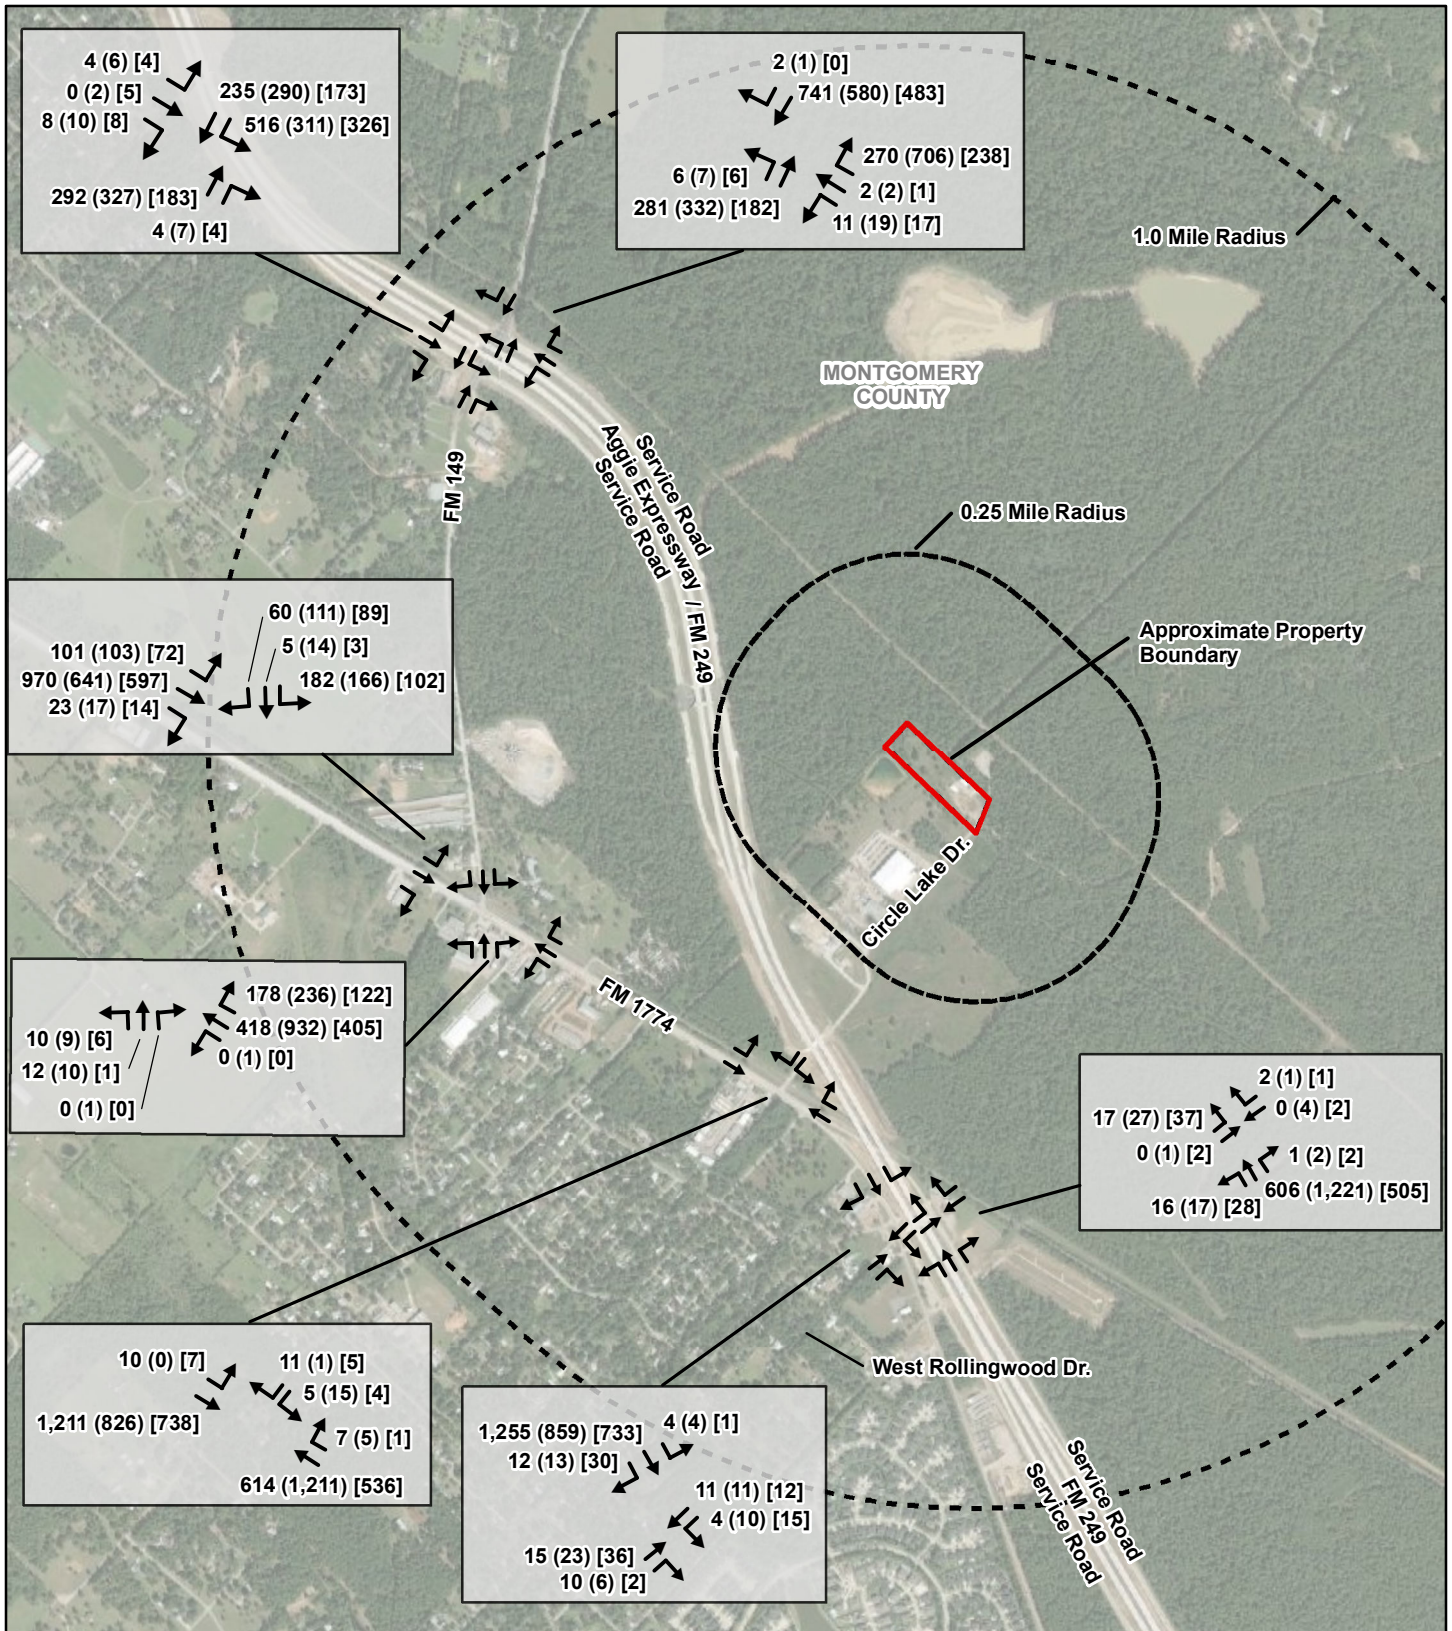 4 (6) [4]
0 (2) [5]
8 (10) [8]
235 (290) [173]
516 (311) [326]
292 (327) [183]
4 (7) [4]
2 (1) [0]
741 (580) [483]
270 (706) [238]
6 (7) [6]
2 (2) [1]
281 (332) [182]
11 (19) [17]
1.0 Mile Radius
MONTGOMERY
COUNTY
Service Road
Aggie Expressway / FM 249
Service Road
FM 149
0.25 Mile Radius
60 (111) [89]
5 (14) [3]
101 (103) [72]
970 (641) [597]
182 (166) [102]
23 (17) [14]
Approximate Property
Boundary
Circle Lake Dr.
FM 1774
178 (236) [122]
418 (932) [405]
10 (9) [6]
0 (1) [0]
12 (10) [1]
0 (1) [0]
2 (1) [1]
17 (27) [37]
0 (4) [2]
0 (1) [2]
1 (2) [2]
606 (1,221) [505]
16 (17) [28]
10 (0) [7]
11 (1) [5]
5 (15) [4]
1,211 (826) [738]
7 (5) [1]
614 (1,211) [536]
West Rollingwood Dr.
4 (4) [1]
1,255 (859) [733]
12 (13) [30]
11 (11) [12]
4 (10) [15]
15 (23) [36]
10 (6) [2]
Service Road
FM 249
Service Road